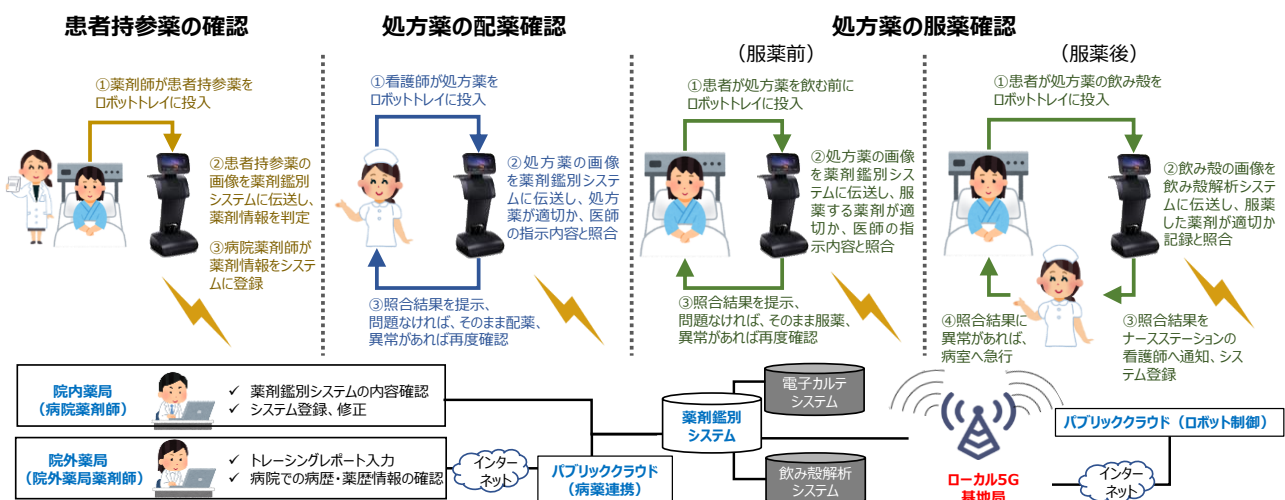 患者持参薬の確認
①薬剤師が患者持参薬を
ロボットトレイに投入
②患者持参薬の
画像を薬剤鑑別
システムに伝送し、
薬剤情報を判定
③病院薬剤師が
薬剤情報をシステ
ムに登録
処方薬の配薬確認
①看護師が処方薬を
ロボットトレイに投入
②処方薬の画像
を薬剤鑑別システ
ムに伝送し、処方
薬が適切か、医師
の指示内容と照合
③照合結果を提示、
問題なければ、そのまま配薬、
異常があれば再度確認
処方薬の服薬確認
（服薬前）
①患者が処方薬を飲む前に
ロボットトレイに投入
②処方薬の画像
を薬剤鑑別シス
テムに伝送し、服
薬する薬剤が適
切か、医師の指
示内容と照合
③照合結果を提示、
問題なければ、そのまま服薬、
異常があれば再度確認
（服薬後）
①患者が処方薬の飲み殻を
ロボットトレイに投入
②飲み殻の画像を
飲み殻解析システ
ムに伝送し、服薬
した薬剤が適切か
記録と照合
③照合結果を
ナースステーションの
看護師へ通知、シス
テム登録
④照合結果に
異常があれば、
病室へ急行
院内薬局
（病院薬剤師）
✓ 薬剤鑑別システムの内容確認
✓ システム登録、修正
院外薬局
（院外薬局薬剤師）
✓ トレーシングレポート入力
✓ 病院での病歴・薬歴情報の確認
インター
ネット
パブリッククラウド
（病薬連携）
薬剤鑑別
システム
電子カルテ
システム
飲み殻解析
システム
ローカル5G
基地局
パブリッククラウド（ロボット制御）
インター
ネット